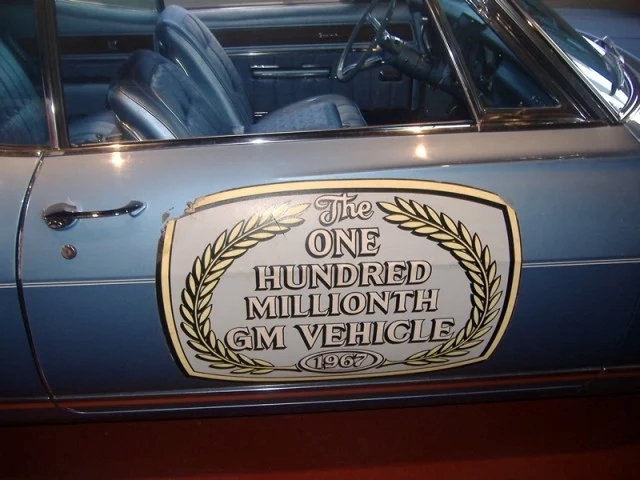 The
ONE
HUNDRED
MILLIONTH
GM VEHICLE
1967